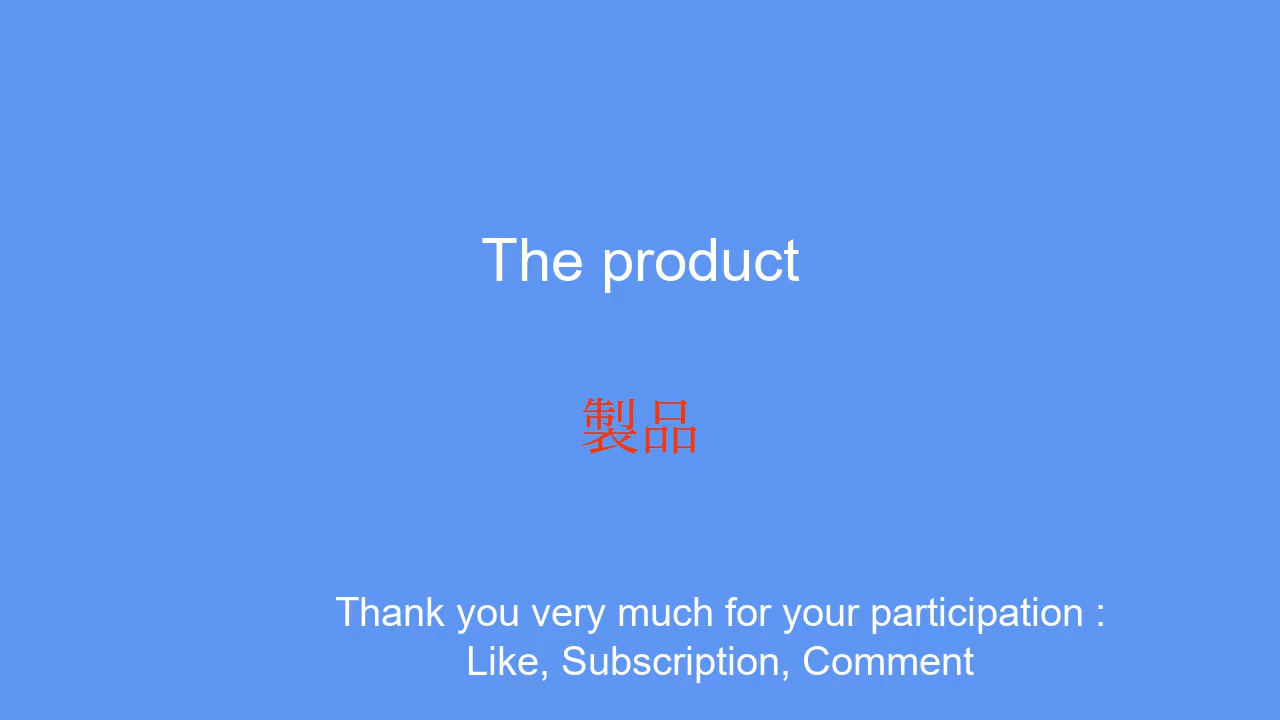 The product
製品
Thank you very much for your participation :
Like, Subscription, Comment